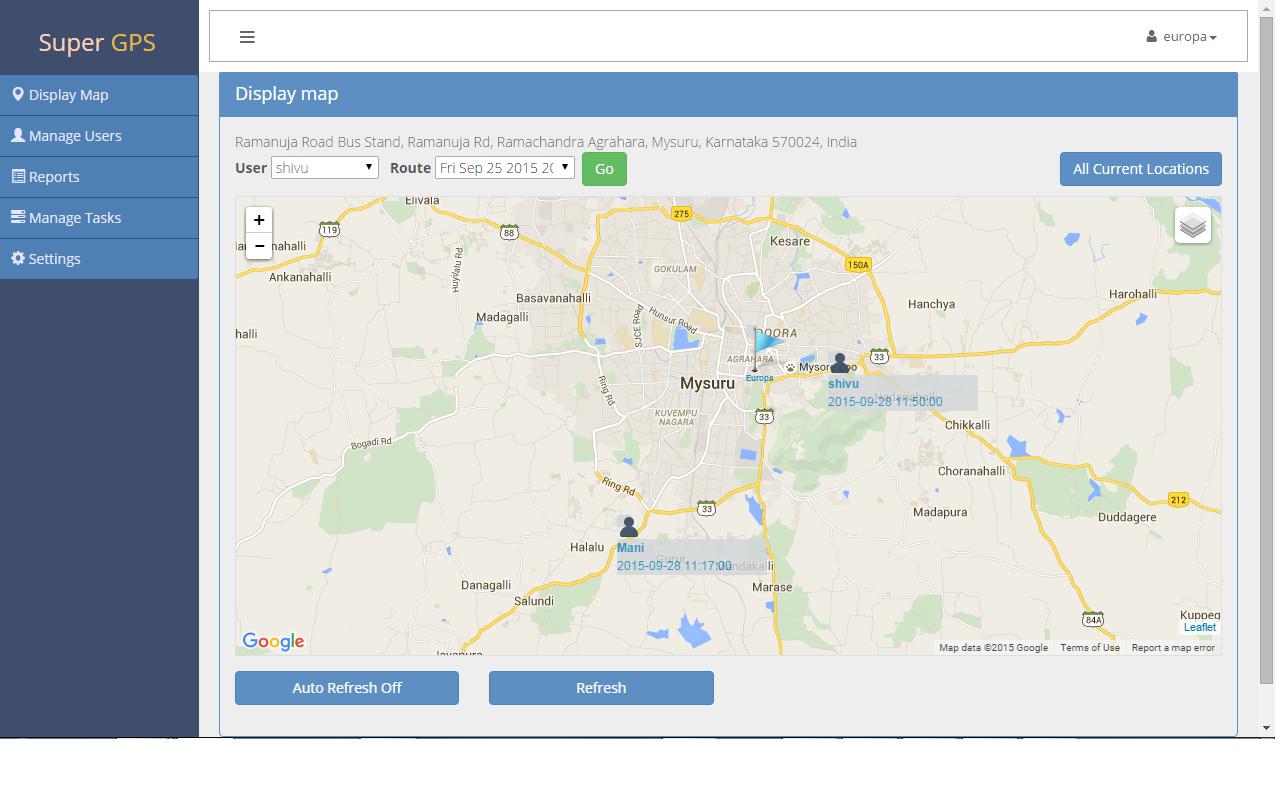 Super GPS
europa
Display Map
Manage Users
Reports
Manage Tasks
Settings
Display map
Ramanuja Road Bus Stand, Ramanuja Rd, Ramachandra Agrahara, Mysuru, Karnataka 570024, India
User shivu Route Fri Sep 25 2015 Go
All Current Locations
+
−
Elivala
119
88
275
Kesare
Ankanahalli
Huyilalu Rd
GOKULAM
150A
Basavanahalli
Hanchya
Harohalli
Madagalli
SJCE Road
Hunsur Road
halli
AGRAHARA
33
Mysore Zoo
Europa
Mysuru
shivu
2015-09-28 11:50:00
Ring Rd
KUVEMPU
NAGARA
33
Chikkalli
Bogadi Rd
Choranahalli
Ring Rd
212
33
Madapura
Duddagere
Halalu
Mani
2015-09-28 11:17:00
Gurur
Danagalli
Marase
Salundi
84A
Kuppeg
Leaflet
Google
Map data ©2015 Google Terms of Use Report a map error
Auto Refresh Off
Refresh